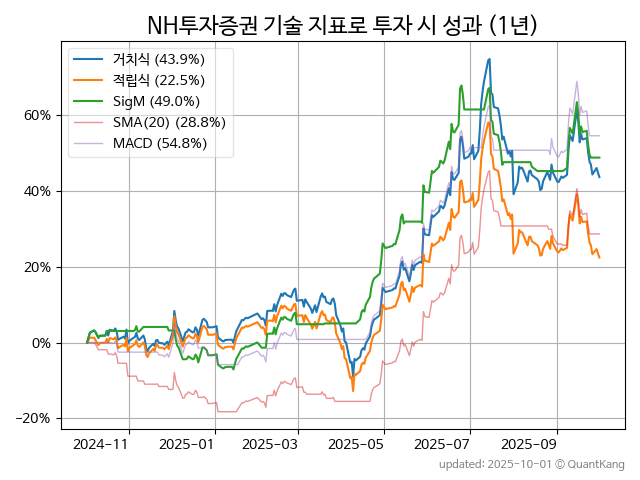 NH투자증권 기술 지표로 투자 시 성과 (1년)
거치식 (43.9%)
적립식 (22.5%)
SigM (49.0%)
SMA(20) (28.8%)
MACD (54.8%)
60%
40%
20%
0%
−20%
2024-11 2025-01 2025-03 2025-05 2025-07 2025-09
updated: 2025-10-01 © QuantKang